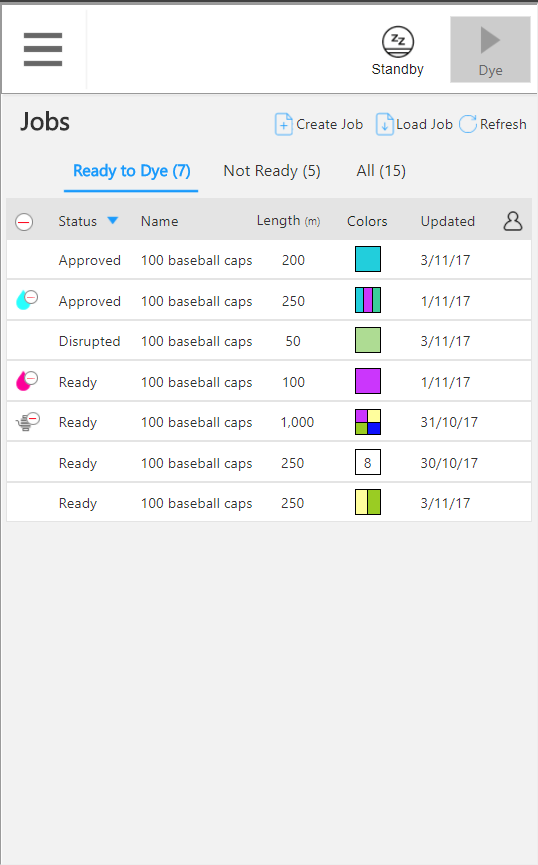 zz
Standby
Dye
Jobs
Create Job Load Job Refresh
Ready to Dye (7) Not Ready (5) All (15)
Status Name Length (m) Colors Updated
Approved 100 baseball caps 200 3/11/17
Approved 100 baseball caps 250 1/11/17
Disrupted 100 baseball caps 50 3/11/17
Ready 100 baseball caps 100 1/11/17
Ready 100 baseball caps 1,000 31/10/17
Ready 100 baseball caps 250 8 30/10/17
Ready 100 baseball caps 250 3/11/17